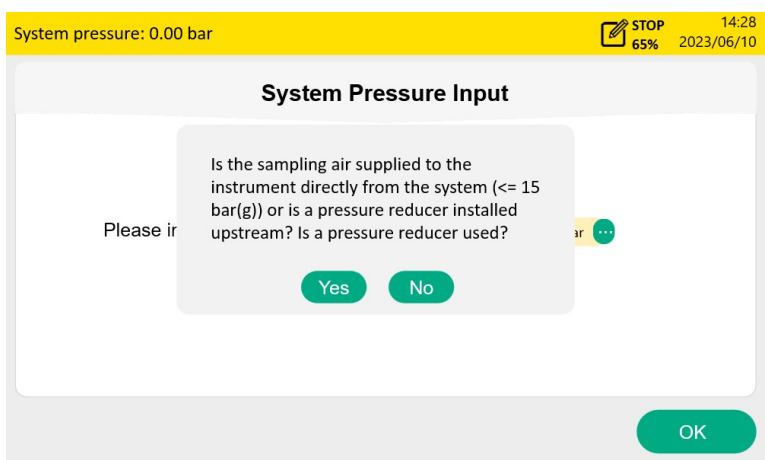 System pressure: 0.00 bar
STOP
65%
14:28
2023/06/10
System Pressure Input
Is the sampling air supplied to the
instrument directly from the system (<= 15
bar(g)) or is a pressure reducer installed
upstream? Is a pressure reducer used?
Please ir
ar ...
Yes No
OK